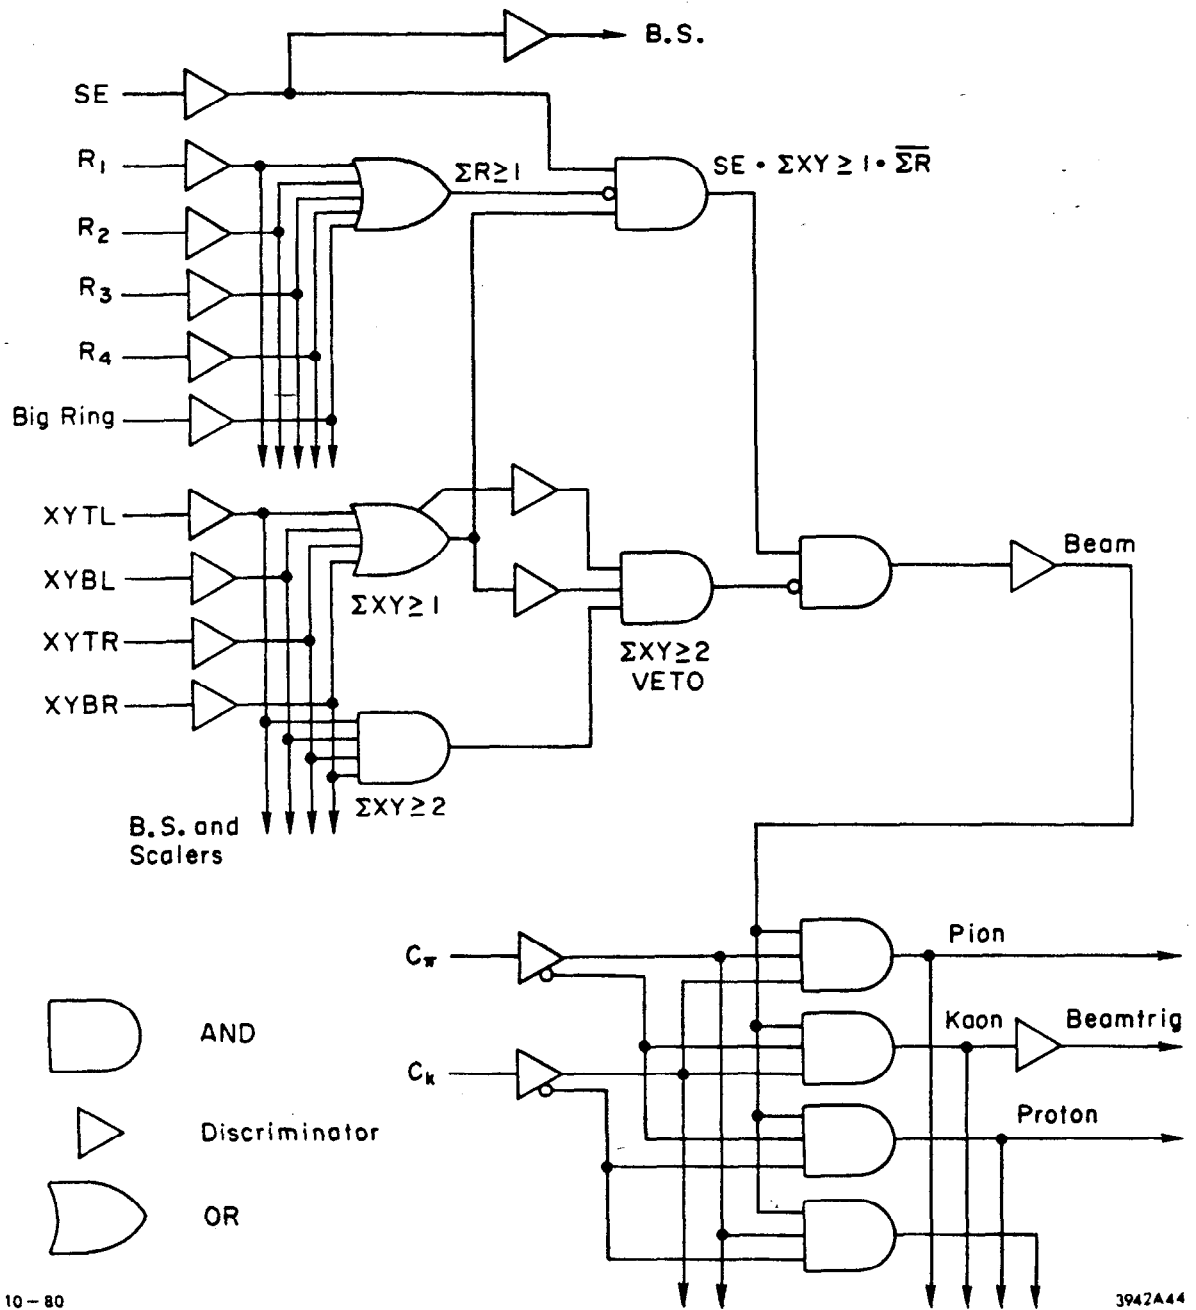 B.S.
SE
R₁
ΣR≥1
SE • ΣXY ≥ 1 • \overline{ΣR}
R₂
R₃
R₄
Big Ring
XYTL
XYBL
ΣXY≥1
Beam
XYTR
ΣXY≥2
VETO
XYBR
ΣXY≥2
B.S. and
Scalers
Cπ
Pion
AND
Kaon
Beamtrig
Cₖ
Discriminator
Proton
OR
10-80
3942A44